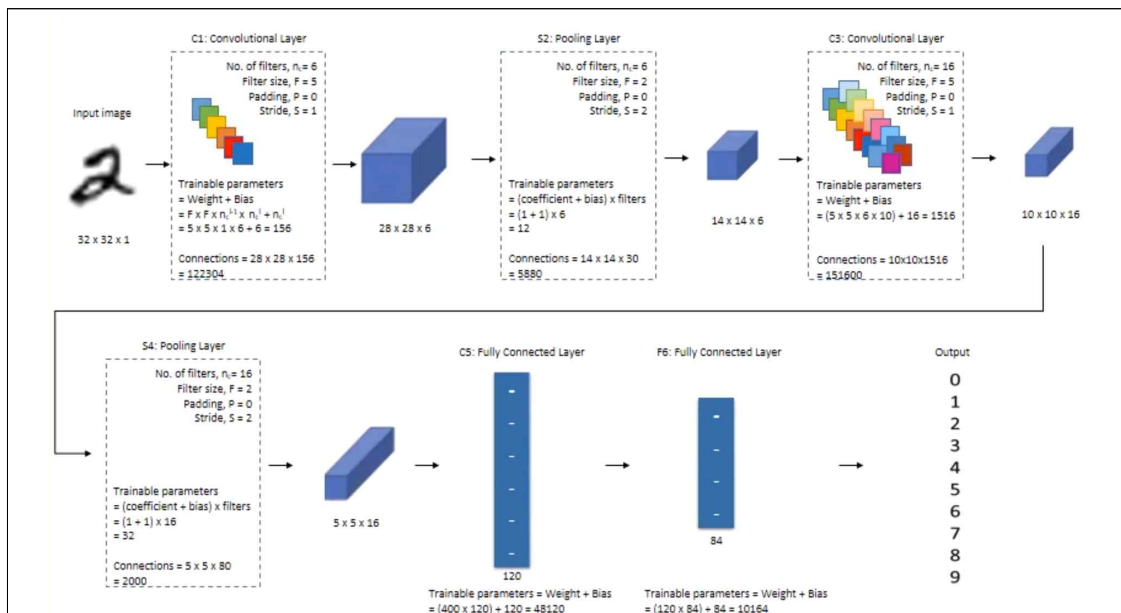 C1: Convolutional Layer
No. of filters, nc= 6
Filter size, F = 5
Padding, P = 0
Stride, S = 1
Input image
32 x 32 x 1
Trainable parameters
= Weight + Bias
= F x F x nc^l-1 x nc^l + nc^l
= 5 x 5 x 1 x 6 + 6 = 156
Connections = 28 x 28 x 156
= 122304
28 x 28 x 6
S2: Pooling Layer
No. of filters, nc= 6
Filter size, F = 2
Padding, P = 0
Stride, S = 2
Trainable parameters
= (coefficient + bias) x filters
= (1 + 1) x 6
= 12
Connections = 14 x 14 x 30
= 5880
14 x 14 x 6
C3: Convolutional Layer
No. of filters, nc= 16
Filter size, F = 5
Padding, P = 0
Stride, S = 1
Trainable parameters
= Weight + Bias
= (5 x 5 x 6 x 10) + 16 = 1516
Connections = 10x10x1516
= 151600
10 x 10 x 16
S4: Pooling Layer
No. of filters, nc= 16
Filter size, F = 2
Padding, P = 0
Stride, S = 2
Trainable parameters
= (coefficient + bias) x filters
= (1 + 1) x 16
= 32
Connections = 5 x 5 x 80
= 2000
5 x 5 x 16
C5: Fully Connected Layer
120
Trainable parameters = Weight + Bias
= (400 x 120) + 120 = 48120
F6: Fully Connected Layer
84
Trainable parameters = Weight + Bias
= (120 x 84) + 84 = 10164
Output
0
1
2
3
4
5
6
7
8
9